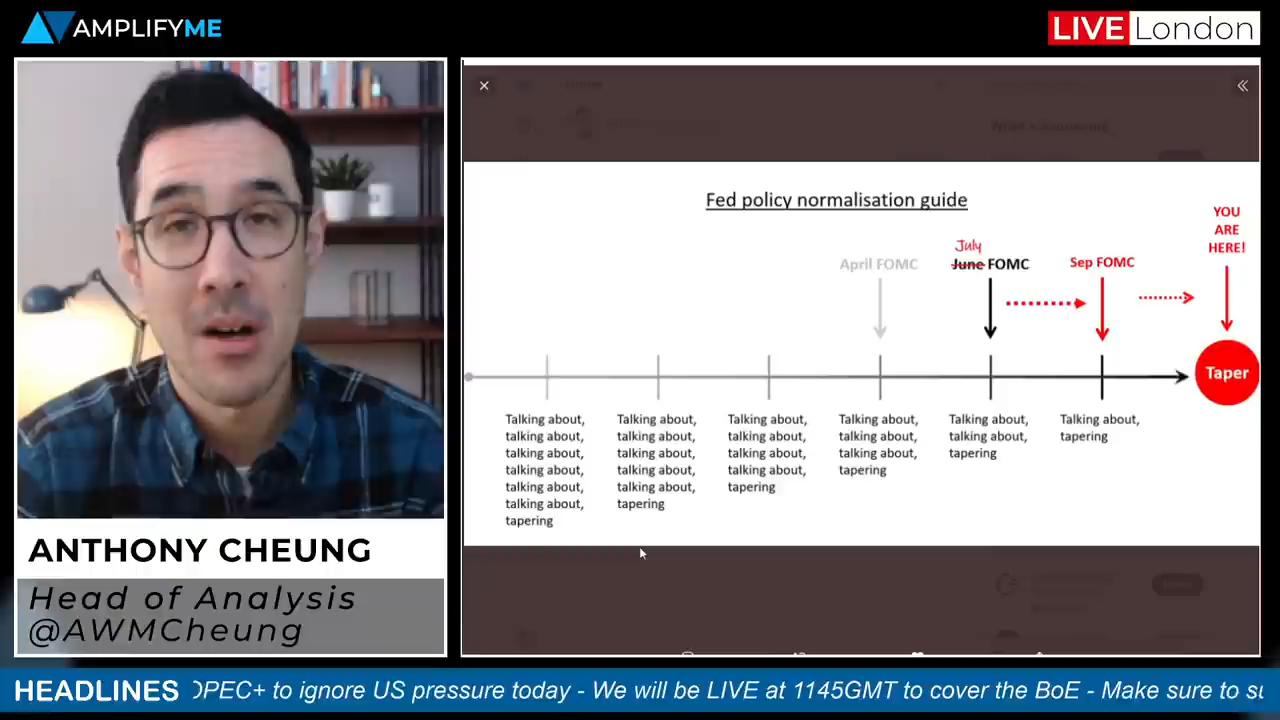 AMPLIFYME
LIVE London
Fed policy normalisation guide
YOU
ARE
HERE!
July
April FOMC
June FOMC
Sep FOMC
Taper
Talking about,
talking about,
talking about,
talking about,
talking about,
talking about,
tapering
Talking about,
talking about,
talking about,
talking about,
talking about,
tapering
Talking about,
talking about,
talking about,
talking about,
tapering
Talking about,
talking about,
talking about,
tapering
Talking about,
talking about,
tapering
Talking about,
tapering
ANTHONY CHEUNG
Head of Analysis
@AWMCheung
HEADLINES OPEC+ to ignore US pressure today - We will be LIVE at 1145GMT to cover the BoE - Make sure to